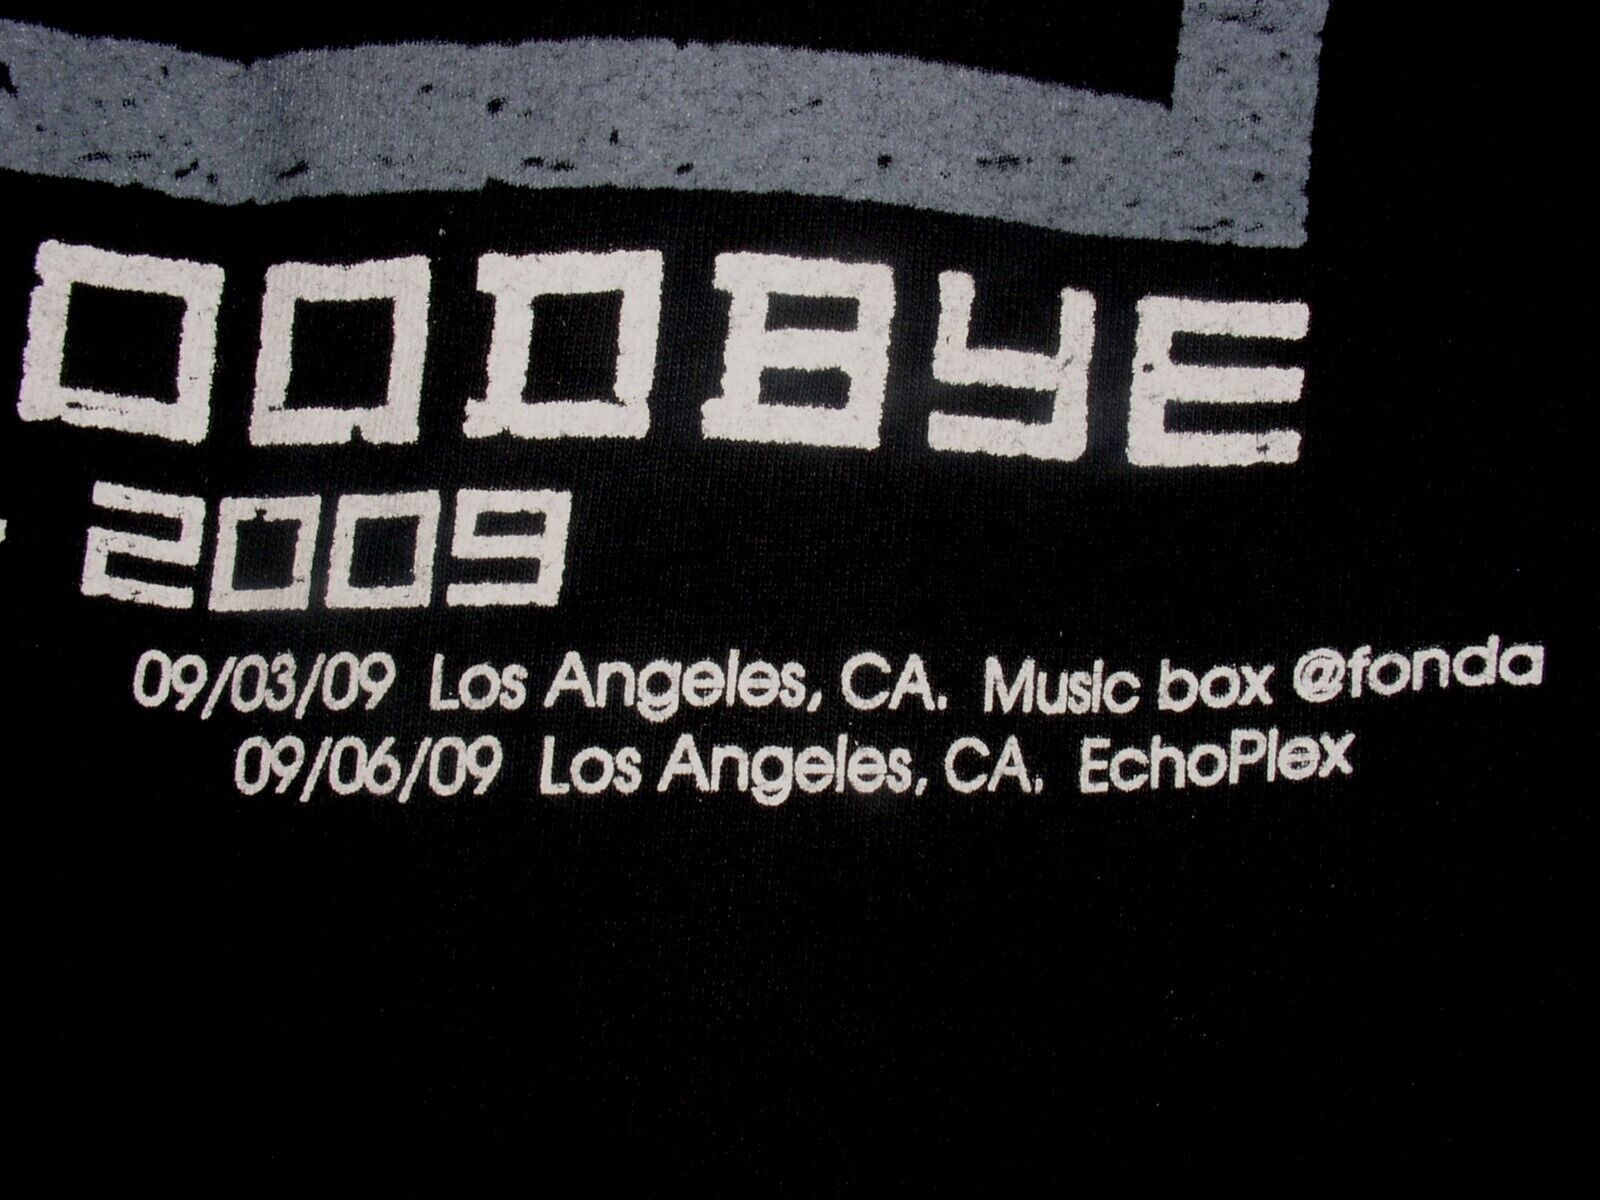 OODBYE
2009
09/03/09 Los Angeles, CA. Music box @fonda
09/06/09 Los Angeles, CA. EchoPlex